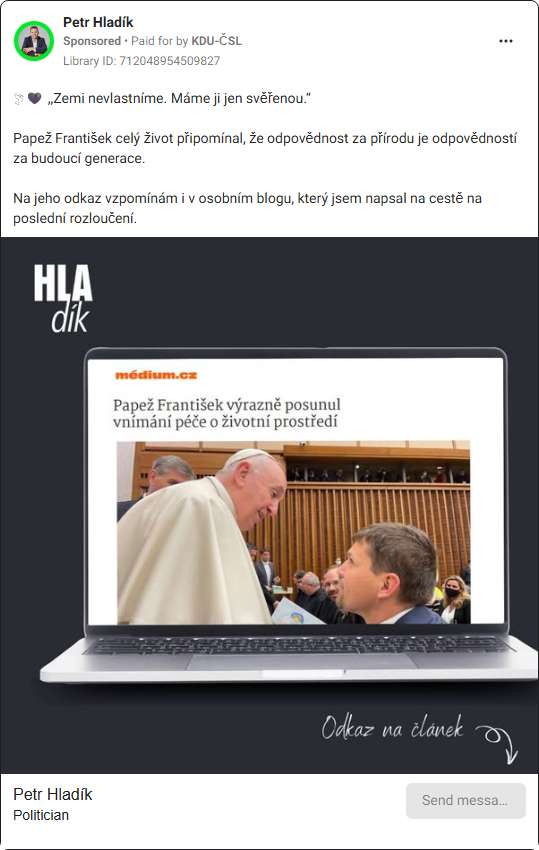 Petr Hladík
Sponsored • Paid for by KDU-ČSL
Library ID: 712048954509827
„Zemi nevlastníme. Máme ji jen svěřenou.“
Papež František celý život připomínal, že odpovědnost za přírodu je odpovědností
za budoucí generace.
Na jeho odkaz vzpomínám i v osobním blogu, který jsem napsal na cestě na
poslední rozloučení.
HLA
dík
médium.cz
Papež František výrazně posunul
vnímání péče o životní prostředí
Odkaz na článek
Petr Hladík
Politician
Send messa...